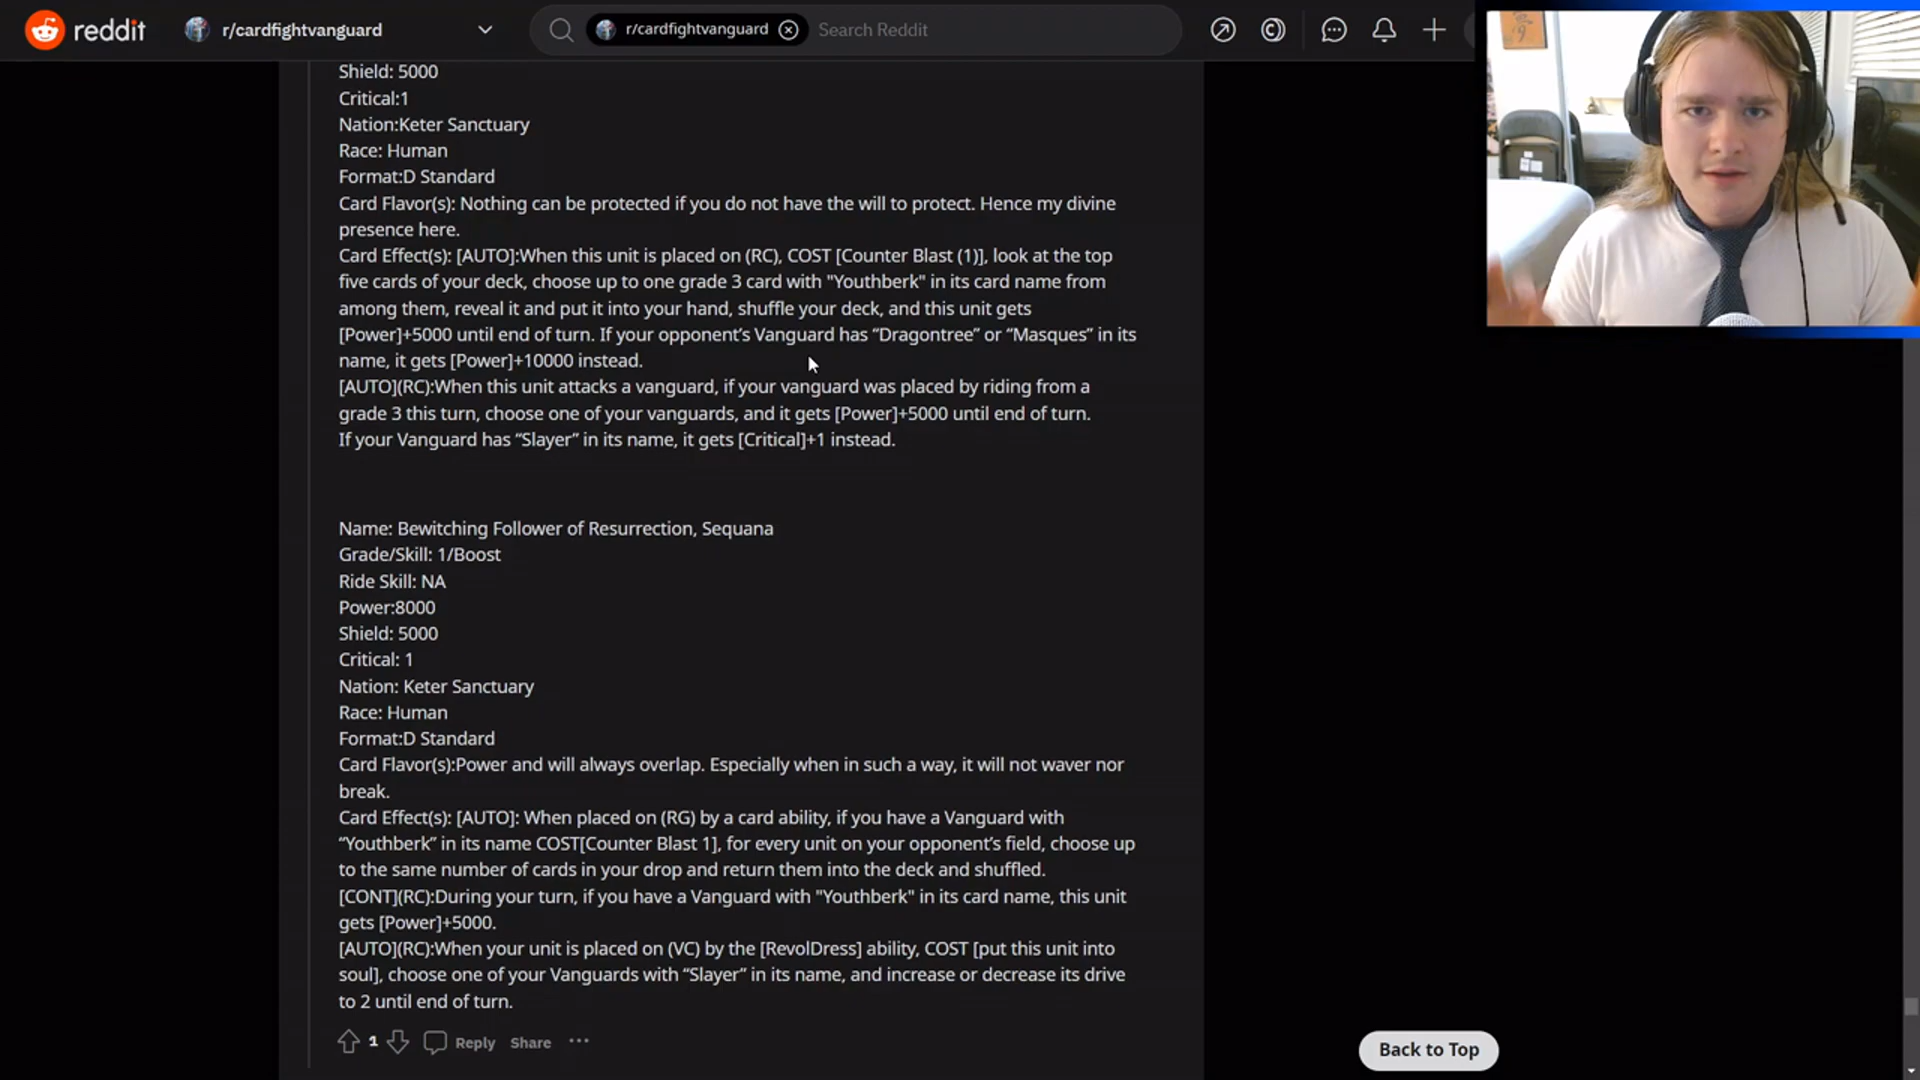 reddit
r/cardfightvanguard
r/cardfightvanguard
Search Reddit
Shield: 5000
Critical:1
Nation:Keter Sanctuary
Race: Human
Format:D Standard
Card Flavor(s): Nothing can be protected if you do not have the will to protect. Hence my divine
presence here.
Card Effect(s): [AUTO]:When this unit is placed on (RC), COST [Counter Blast (1)], look at the top
five cards of your deck, choose up to one grade 3 card with "Youthberk" in its card name from
among them, reveal it and put it into your hand, shuffle your deck, and this unit gets
[Power]+5000 until end of turn. If your opponent's Vanguard has “Dragontree” or “Masques” in its
name, it gets [Power]+10000 instead.
[AUTO](RC):When this unit attacks a vanguard, if your vanguard was placed by riding from a
grade 3 this turn, choose one of your vanguards, and it gets [Power]+5000 until end of turn.
If your Vanguard has “Slayer” in its name, it gets [Critical]+1 instead.
Name: Bewitching Follower of Resurrection, Sequana
Grade/Skill: 1/Boost
Ride Skill: NA
Power:8000
Shield: 5000
Critical: 1
Nation: Keter Sanctuary
Race: Human
Format:D Standard
Card Flavor(s):Power and will always overlap. Especially when in such a way, it will not waver nor
break.
Card Effect(s): [AUTO]: When placed on (RG) by a card ability, if you have a Vanguard with
“Youthberk” in its name COST[Counter Blast 1], for every unit on your opponent's field, choose up
to the same number of cards in your drop and return them into the deck and shuffled.
[CONT](RC):During your turn, if you have a Vanguard with "Youthberk" in its card name, this unit
gets [Power]+5000.
[AUTO](RC):When your unit is placed on (VC) by the [RevolDress] ability, COST [put this unit into
soul], choose one of your Vanguards with “Slayer” in its name, and increase or decrease its drive
to 2 until end of turn.
1 Reply Share ...
Back to Top